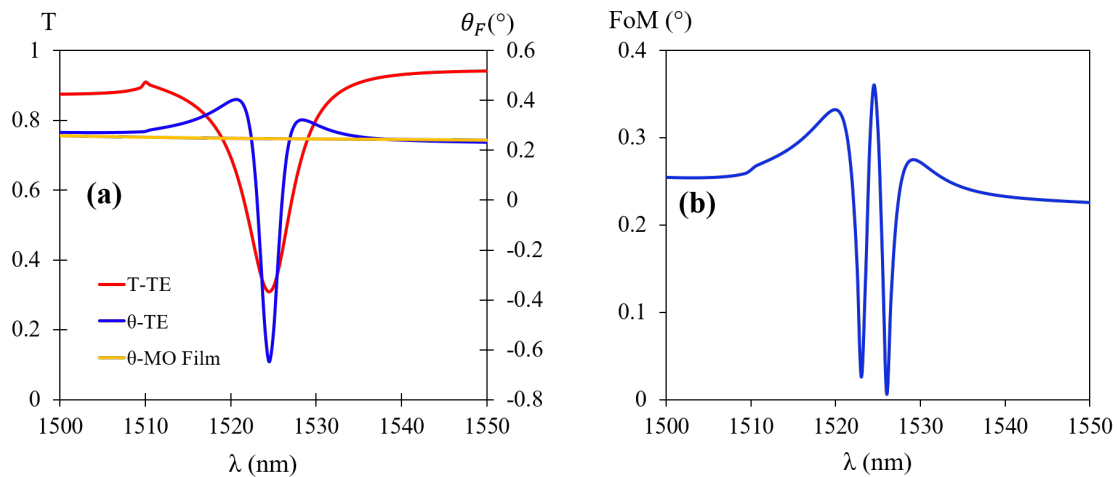 T
θF(°)
1
0.8
0.6
0.4
0.2
0
0.6
0.4
0.2
0
-0.2
-0.4
-0.6
-0.8
(a)
T-TE
θ-TE
θ-MO Film
1500 1510 1520 1530 1540 1550
λ (nm)
FoM (°)
0.4
0.3
0.2
0.1
0
(b)
1500 1510 1520 1530 1540 1550
λ (nm)